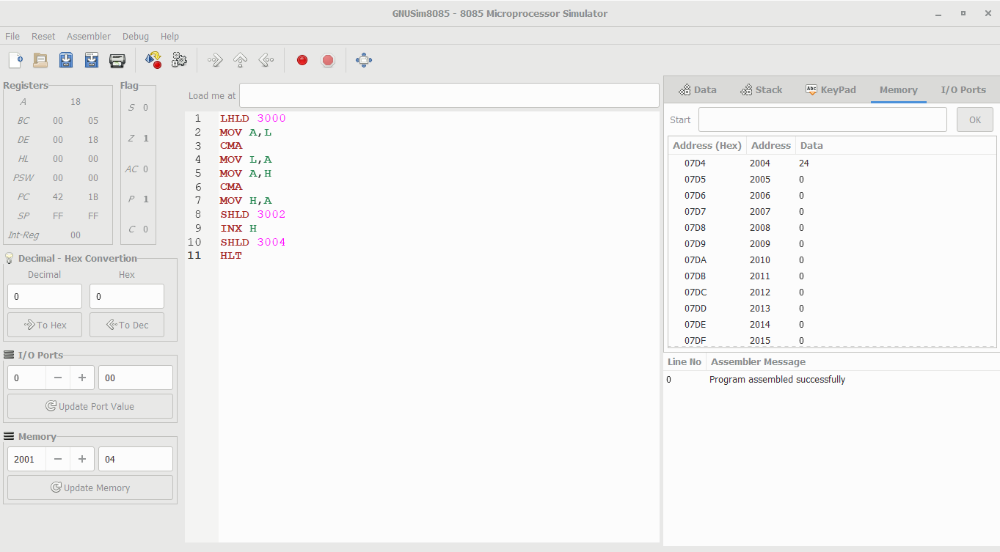 GNUSim8085 - 8085 Microprocessor Simulator
File Reset Assembler Debug Help
Registers
A 18
BC 00 05
DE 00 18
HL 00 00
PSW 00 00
PC 42 1B
SP FF FF
Int-Reg 00
Flag
S 0
Z 1
AC 0
P 1
C 0
Decimal - Hex Convertion
Decimal Hex
0 0
To Hex To Dec
I/O Ports
0 − + 00
Update Port Value
Memory
2001 − + 04
Update Memory
Load me at
1 LHLD 3000
2 MOV A,L
3 CMA
4 MOV L,A
5 MOV A,H
6 CMA
7 MOV H,A
8 SHLD 3002
9 INX H
10 SHLD 3004
11 HLT
Data Stack Abc KeyPad Memory I/O Ports
Start OK
Address (Hex) Address Data
07D4 2004 24
07D5 2005 0
07D6 2006 0
07D7 2007 0
07D8 2008 0
07D9 2009 0
07DA 2010 0
07DB 2011 0
07DC 2012 0
07DD 2013 0
07DE 2014 0
07DF 2015 0
Line No Assembler Message
0 Program assembled successfully